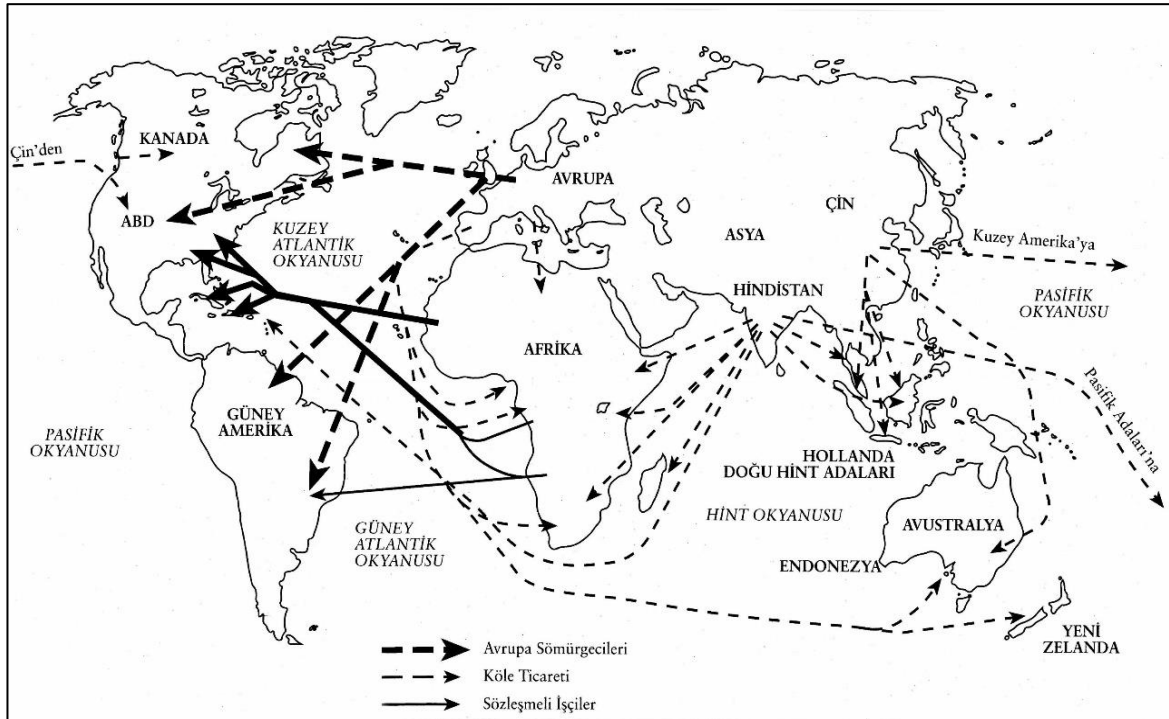 KANADA
Çin'den
ABD
KUZEY
ATLANTİK
OKYANUSU
AVRUPA
ASYA
ÇİN
Kuzey Amerika'ya
HİNDİSTAN
PASİFİK
OKYANUSU
AFRİKA
GÜNEY
AMERİKA
PASİFİK
OKYANUSU
Pasifik Adaları'na
HOLLANDA
DOĞU HİNT ADALARI
HİNT OKYANUSU
AVUSTRALYA
GÜNEY
ATLANTİK
OKYANUSU
ENDONEZYA
YENİ
ZELANDA
Avrupa Sömürgecileri
Köle Ticareti
Sözleşmeli İşçiler